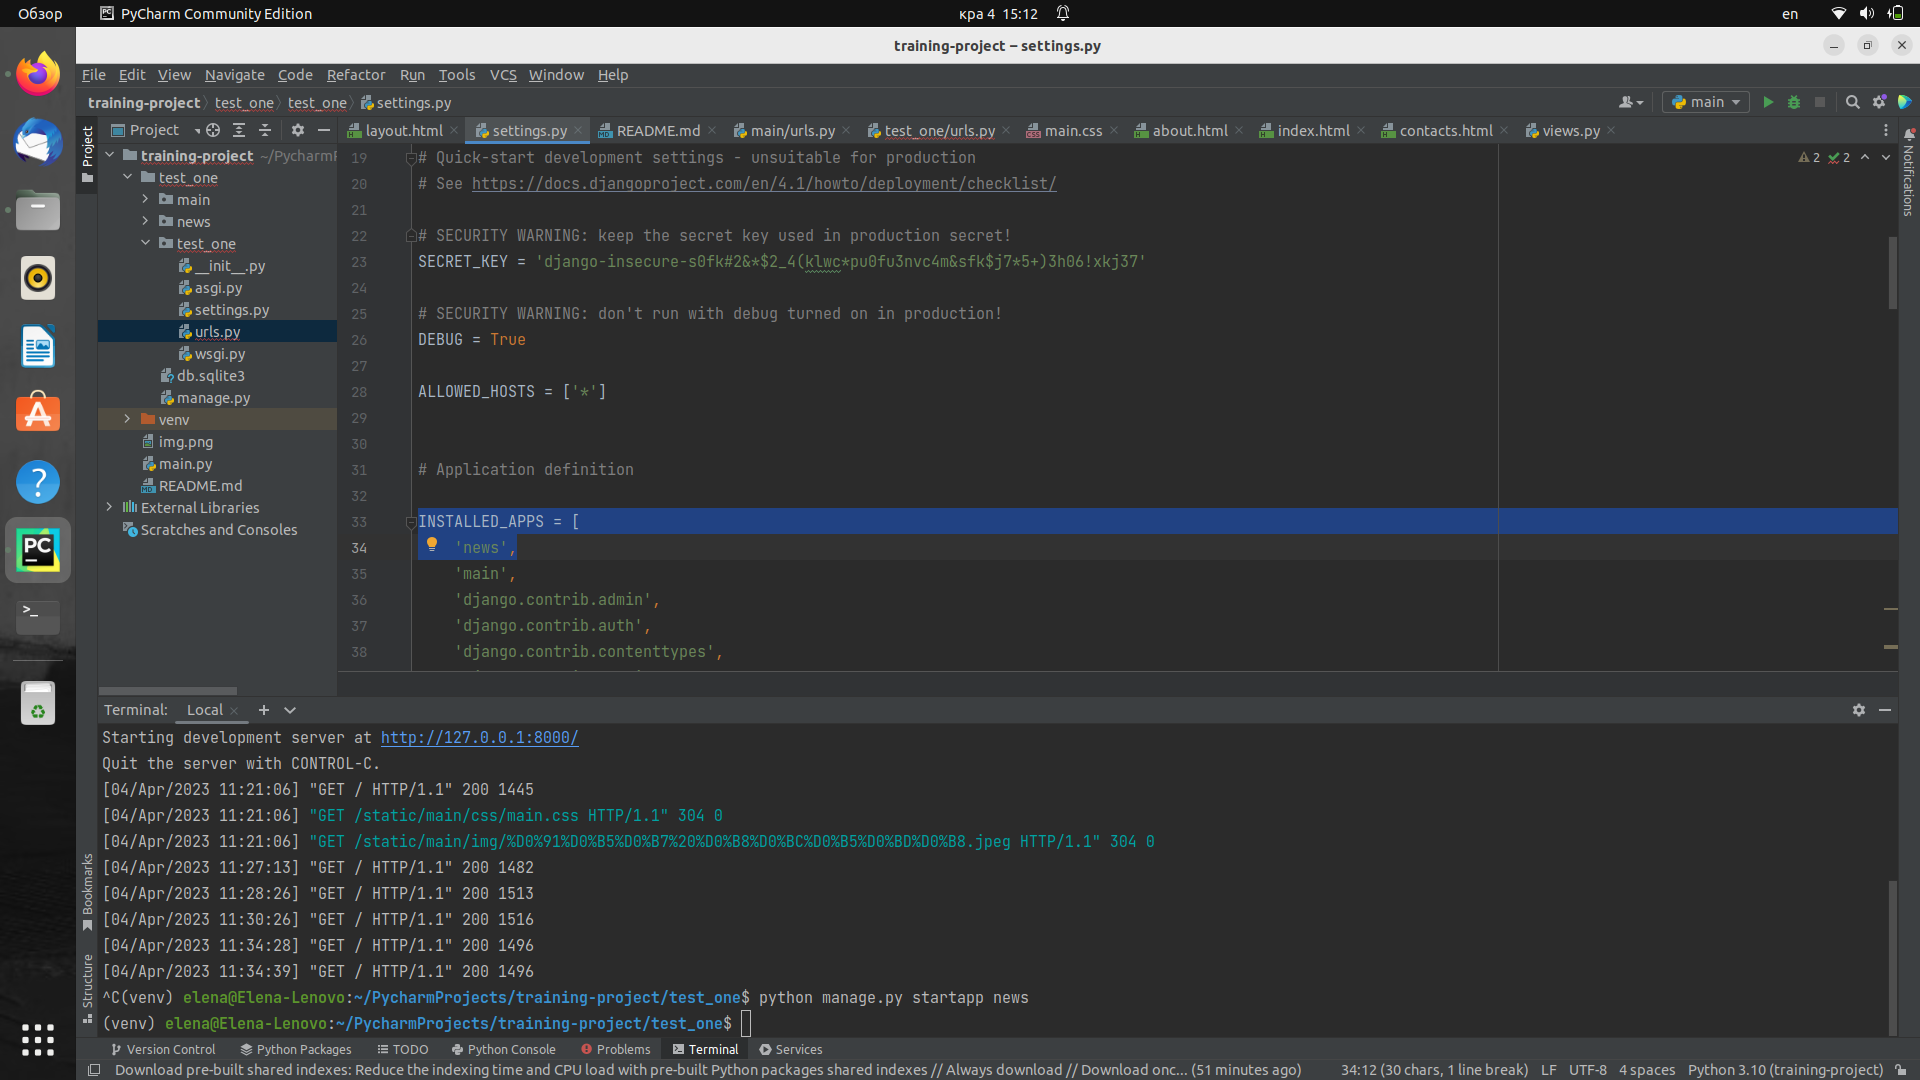 Обзор
PyCharm Community Edition
кра 4 15:12
en
training-project – settings.py
File Edit View Navigate Code Refactor Run Tools VCS Window Help
training-project test_one test_one settings.py
main
Project
layout.html settings.py README.md main/urls.py test_one/urls.py main.css about.html index.html contacts.html views.py
Project
Notifications
training-project ~/PycharmP
test_one
main
news
test_one
__init__.py
asgi.py
settings.py
urls.py
wsgi.py
db.sqlite3
manage.py
venv
img.png
main.py
README.md
External Libraries
Scratches and Consoles
2 2
19 # Quick-start development settings - unsuitable for production
20 # See https://docs.djangoproject.com/en/4.1/howto/deployment/checklist/
21
22 # SECURITY WARNING: keep the secret key used in production secret!
23 SECRET_KEY = 'django-insecure-s0fk#2&*$2_4(klwc*pu0fu3nvc4m&sfk$j7*5+)3h06!xkj37'
24
25 # SECURITY WARNING: don't run with debug turned on in production!
26 DEBUG = True
27
28 ALLOWED_HOSTS = ['*']
29
30
31 # Application definition
32
33 INSTALLED_APPS = [
34 'news',
35 'main',
36 'django.contrib.admin',
37 'django.contrib.auth',
38 'django.contrib.contenttypes',
Terminal: Local
Starting development server at http://127.0.0.1:8000/
Quit the server with CONTROL-C.
[04/Apr/2023 11:21:06] "GET / HTTP/1.1" 200 1445
[04/Apr/2023 11:21:06] "GET /static/main/css/main.css HTTP/1.1" 304 0
[04/Apr/2023 11:21:06] "GET /static/main/img/%D0%91%D0%B5%D0%B7%20%D0%B8%D0%BC%D0%B5%D0%BD%D0%B8.jpeg HTTP/1.1" 304 0
[04/Apr/2023 11:27:13] "GET / HTTP/1.1" 200 1482
[04/Apr/2023 11:28:26] "GET / HTTP/1.1" 200 1513
[04/Apr/2023 11:30:26] "GET / HTTP/1.1" 200 1516
[04/Apr/2023 11:34:28] "GET / HTTP/1.1" 200 1496
[04/Apr/2023 11:34:39] "GET / HTTP/1.1" 200 1496
^C(venv) elena@Elena-Lenovo:~/PycharmProjects/training-project/test_one$ python manage.py startapp news
(venv) elena@Elena-Lenovo:~/PycharmProjects/training-project/test_one$
Bookmarks
Structure
Version Control Python Packages TODO Python Console Problems Terminal Services
Download pre-built shared indexes: Reduce the indexing time and CPU load with pre-built Python packages shared indexes // Always download // Download onc... (51 minutes ago)
34:12 (30 chars, 1 line break) LF UTF-8 4 spaces Python 3.10 (training-project)